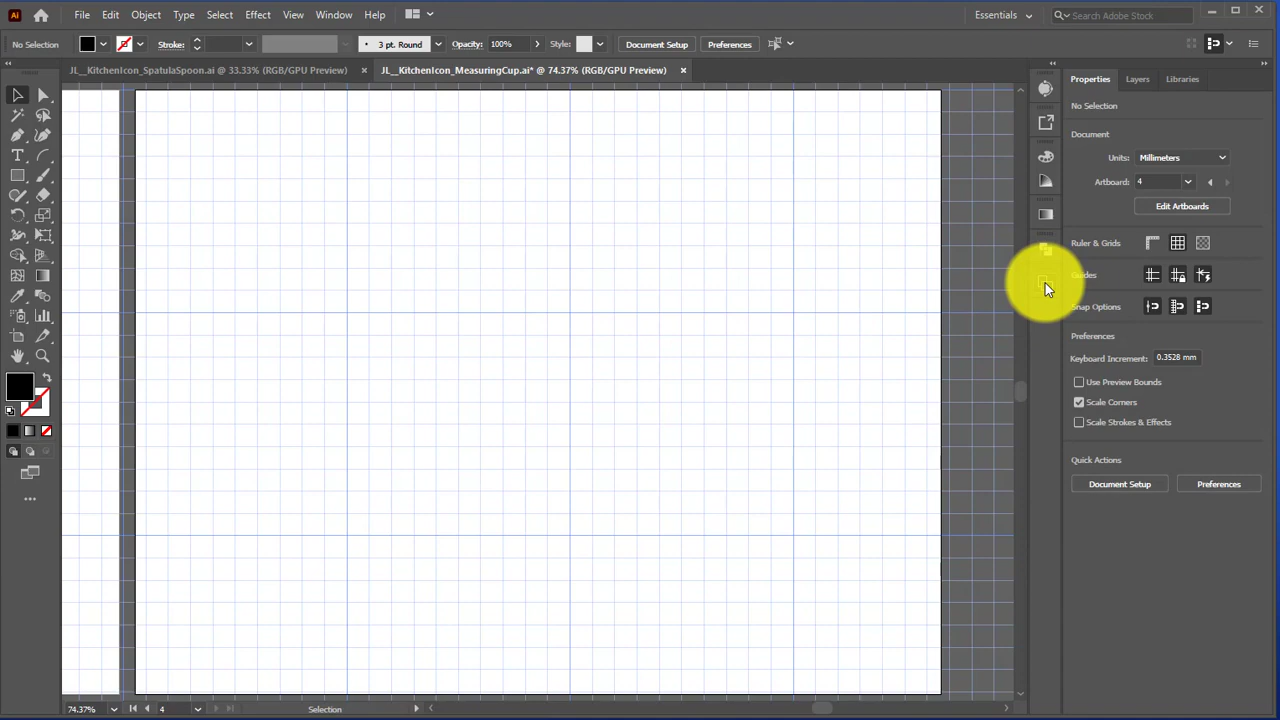 Ai File Edit Object Type Select Effect View Window Help Essentials Search Adobe Stock
No Selection Stroke: 3 pt. Round Opacity: 100% Style: Document Setup Preferences
JL__KitchenIcon_SpatulaSpoon.ai @ 33.33% (RGB/GPU Preview) JL__KitchenIcon_MeasuringCup.ai* @ 74.37% (RGB/GPU Preview)
Properties Layers Libraries
No Selection
Document
Units: Millimeters
Artboard: 4
Edit Artboards
Ruler & Grids
Snap Options
Preferences
Keyboard Increment: 0.3528 mm
Use Preview Bounds
Scale Corners
Scale Strokes & Effects
Quick Actions
Document Setup Preferences
74.37% 4 Selection